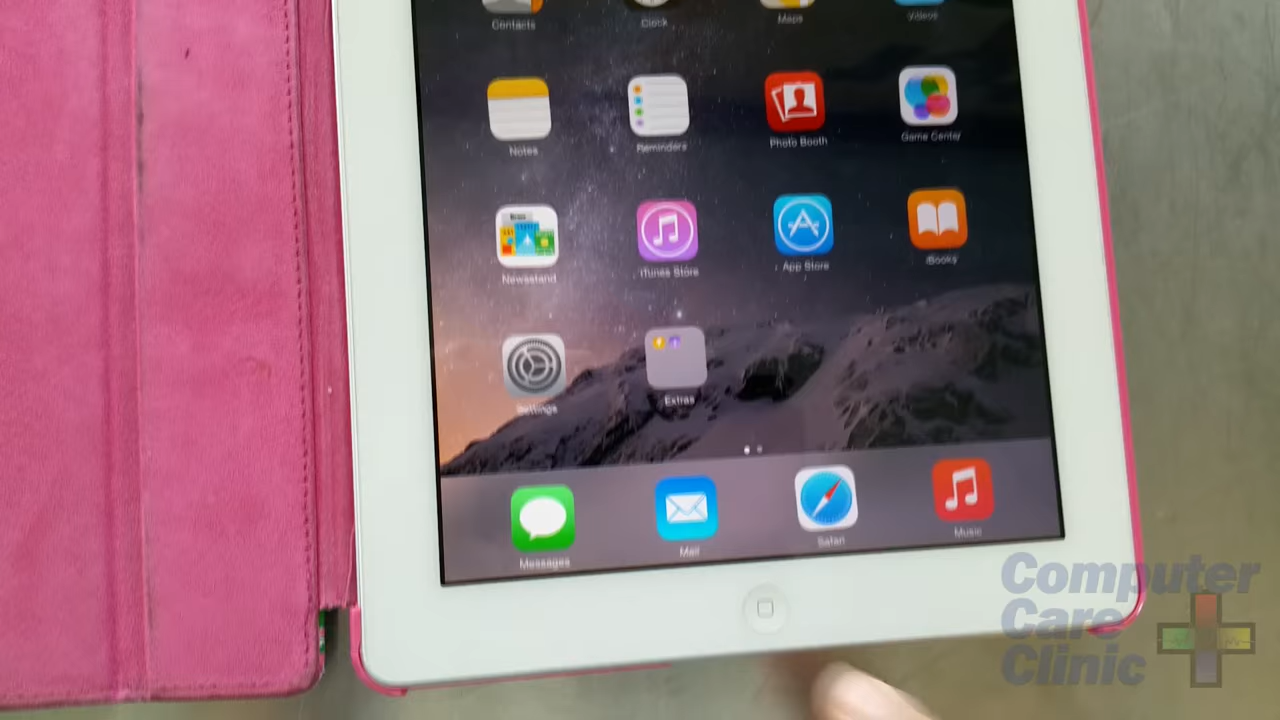 Contacts
Clock
Maps
Videos
Notes
Reminders
Photo Booth
Game Center
Newsstand
iTunes Store
App Store
iBooks
Settings
Extras
Messages
Mail
Safari
Music
Computer
Care
Clinic